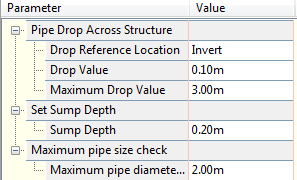 Parameter Value
Pipe Drop Across Structure
Drop Reference Location Invert
Drop Value 0.10m
Maximum Drop Value 3.00m
Set Sump Depth
Sump Depth 0.20m
Maximum pipe size check
Maximum pipe diamete... 2.00m